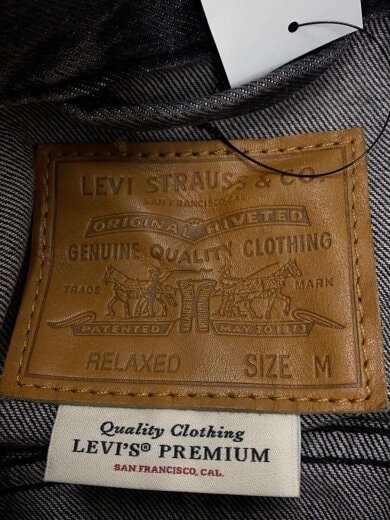 LEVI STRAUSS & CO.
SAN FRANCISCO, CAL.
ORIGINAL RIVETED
GENUINE QUALITY CLOTHING
TRADE MARK
PATENTED MAY 20 1873
RELAXED SIZE M
Quality Clothing
LEVI'S® PREMIUM
SAN FRANCISCO, CAL.